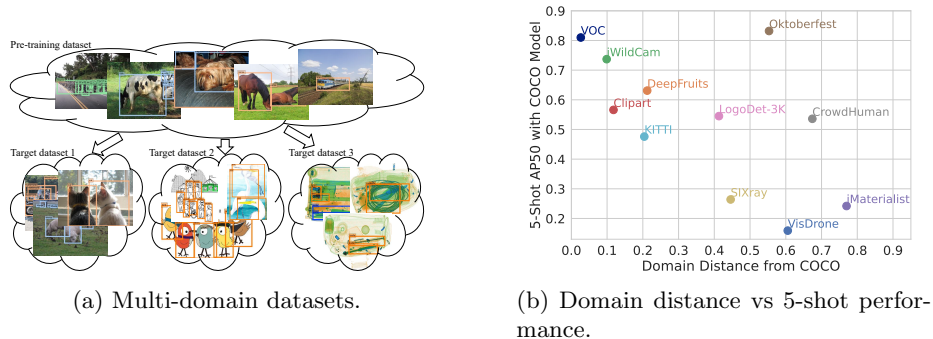 Pre-training dataset
Target dataset 1
Target dataset 2
Target dataset 3
(a) Multi-domain datasets.
5-Shot AP50 with COCO Model
0.9
0.8
0.7
0.6
0.5
0.4
0.3
0.2
VOC
Oktoberfest
iWildCam
DeepFruits
Clipart
LogoDet-3K
CrowdHuman
KITTI
SIXray
iMaterialist
VisDrone
0.0 0.1 0.2 0.3 0.4 0.5 0.6 0.7 0.8 0.9
Domain Distance from COCO
(b) Domain distance vs 5-shot perfor-
mance.